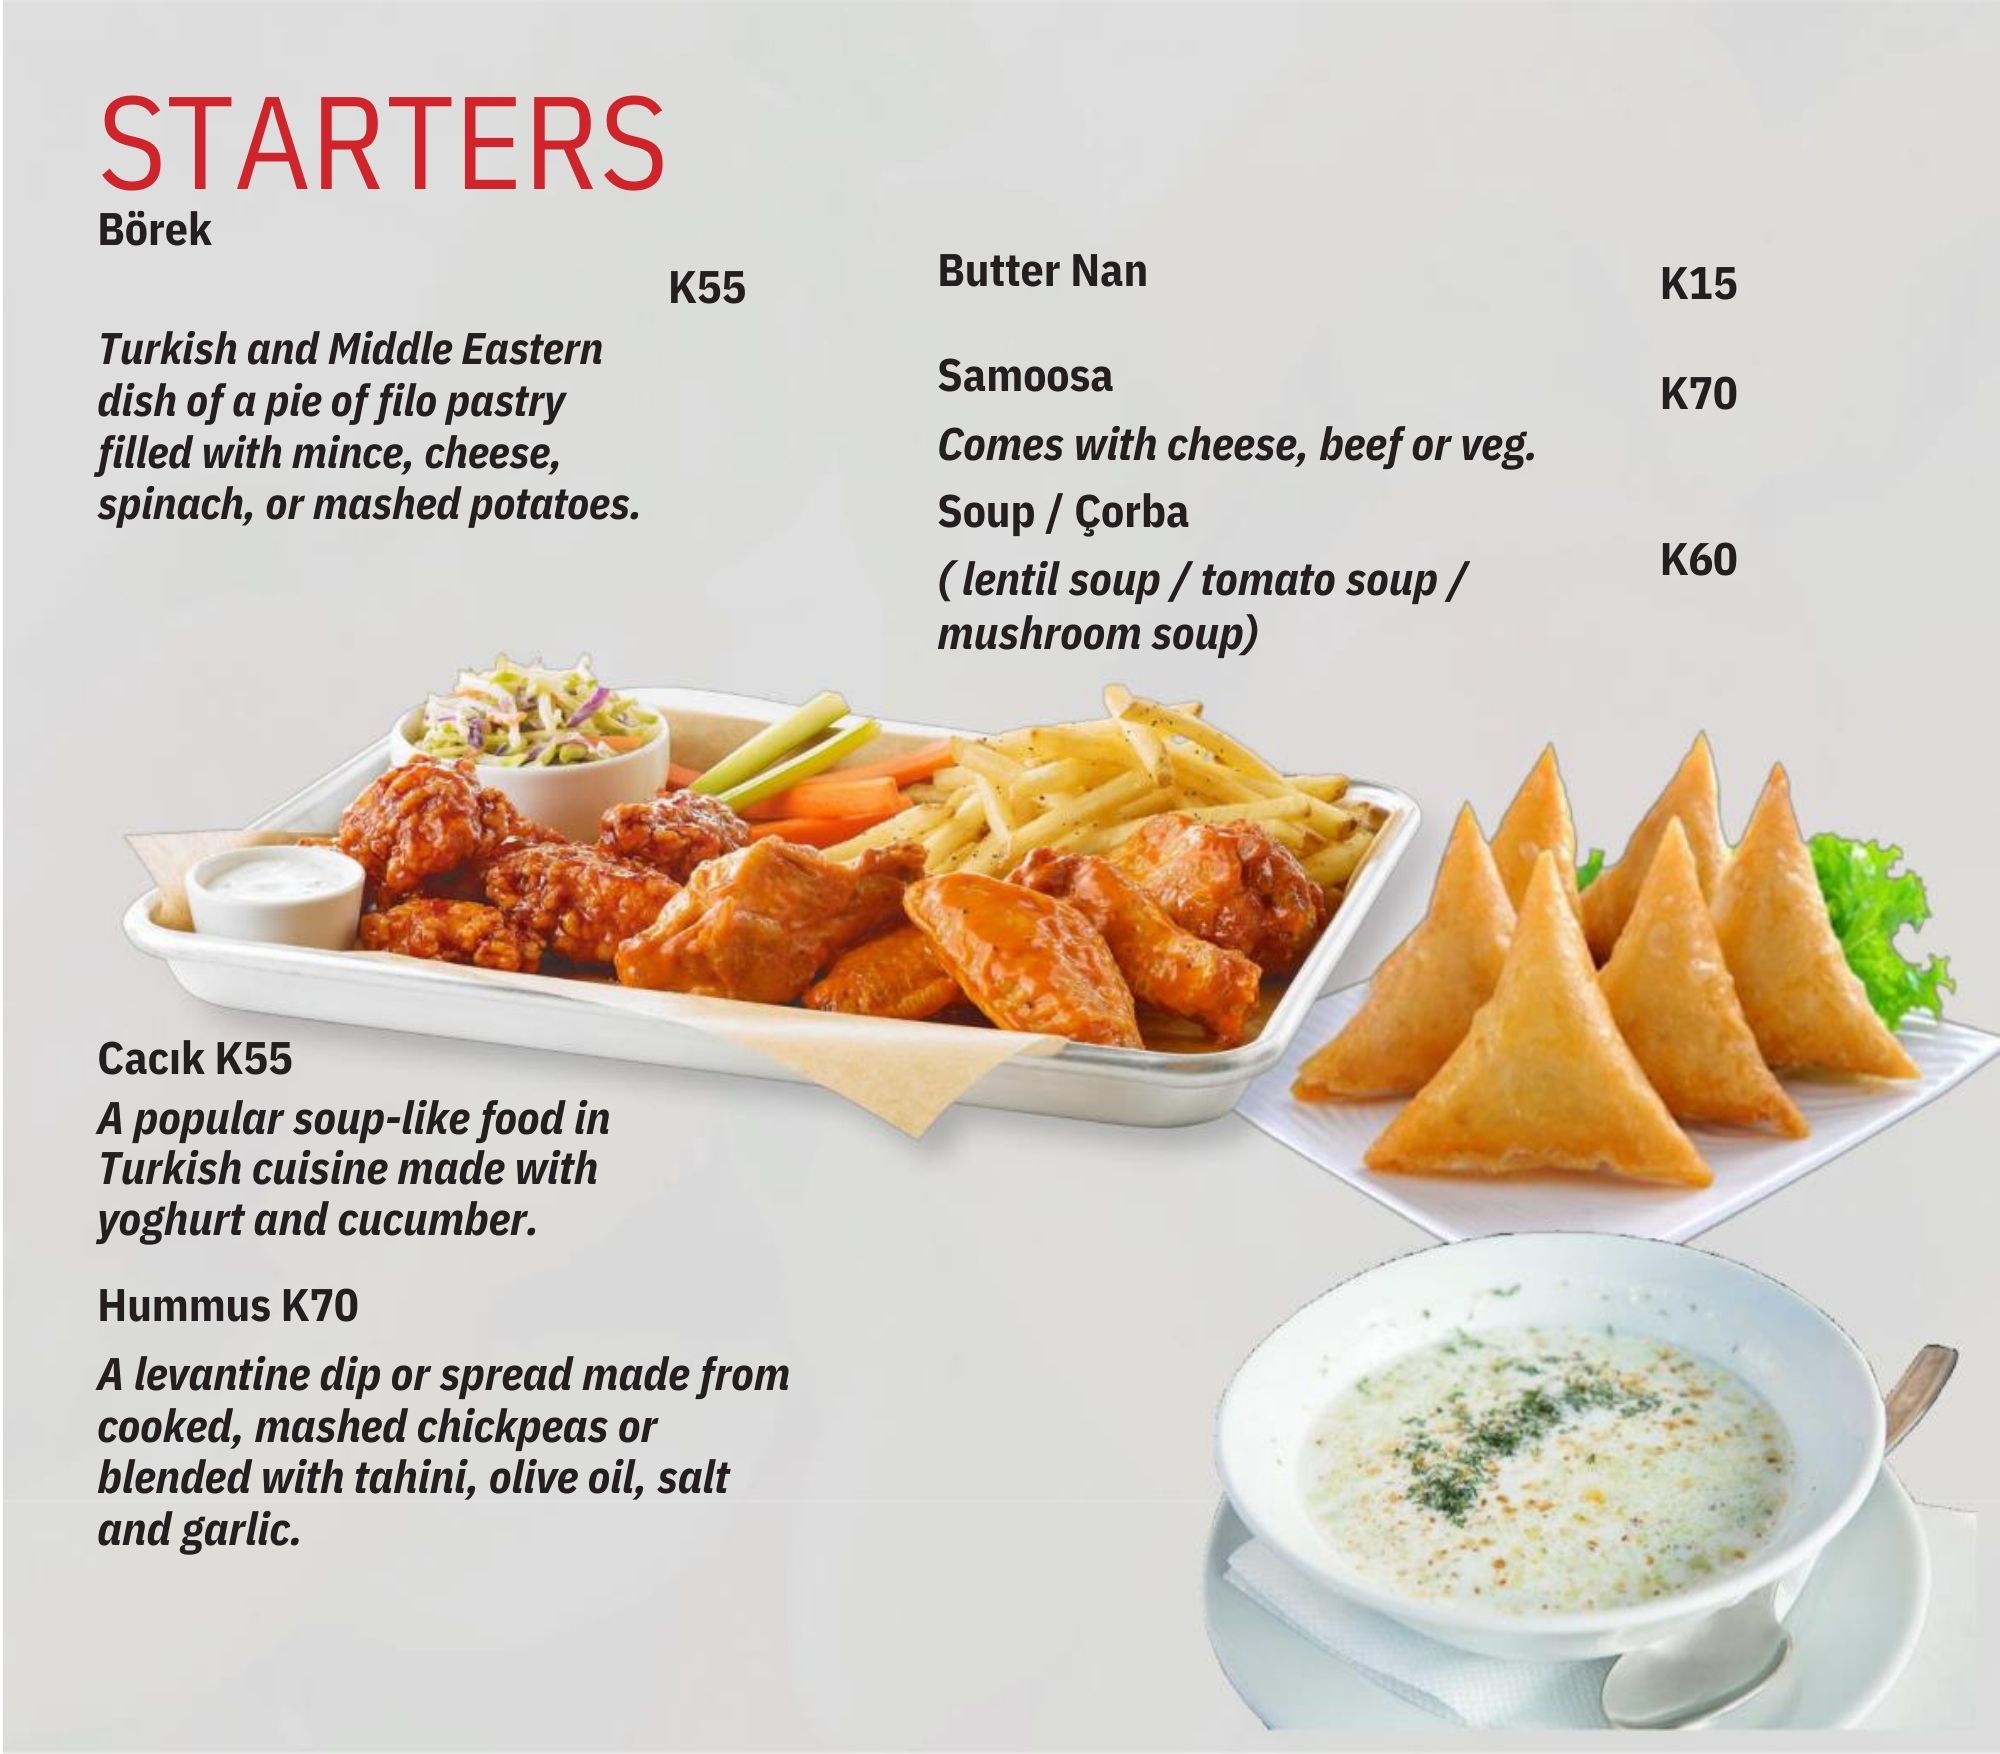 STARTERS
Börek
K55
Turkish and Middle Eastern
dish of a pie of filo pastry
filled with mince, cheese,
spinach, or mashed potatoes.
Butter Nan
K15
Samoosa
K70
Comes with cheese, beef or veg.
Soup / Çorba
K60
( lentil soup / tomato soup /
mushroom soup)
Cacık K55
A popular soup-like food in
Turkish cuisine made with
yoghurt and cucumber.
Hummus K70
A levantine dip or spread made from
cooked, mashed chickpeas or
blended with tahini, olive oil, salt
and garlic.